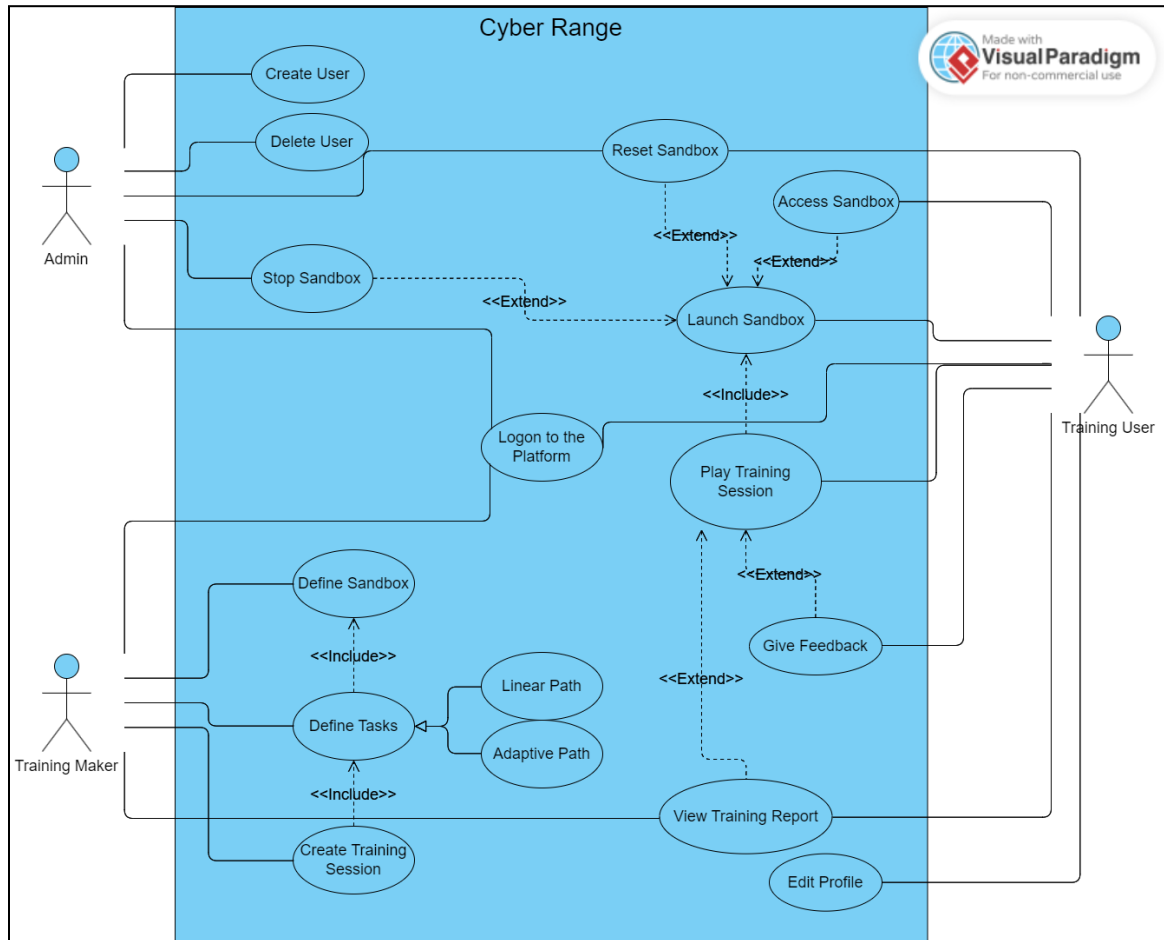 Cyber Range
Made with
Visual Paradigm
For non-commercial use
Create User
Delete User
Reset Sandbox
Access Sandbox
Admin
<<Extend>>
<<Extend>>
Stop Sandbox
<<Extend>>
Launch Sandbox
<<Include>>
Training User
Logon to the
Platform
Play Training
Session
Define Sandbox
<<Extend>>
<<Include>>
Give Feedback
Linear Path
<<Extend>>
Define Tasks
Adaptive Path
Training Maker
<<Include>>
View Training Report
Create Training
Session
Edit Profile